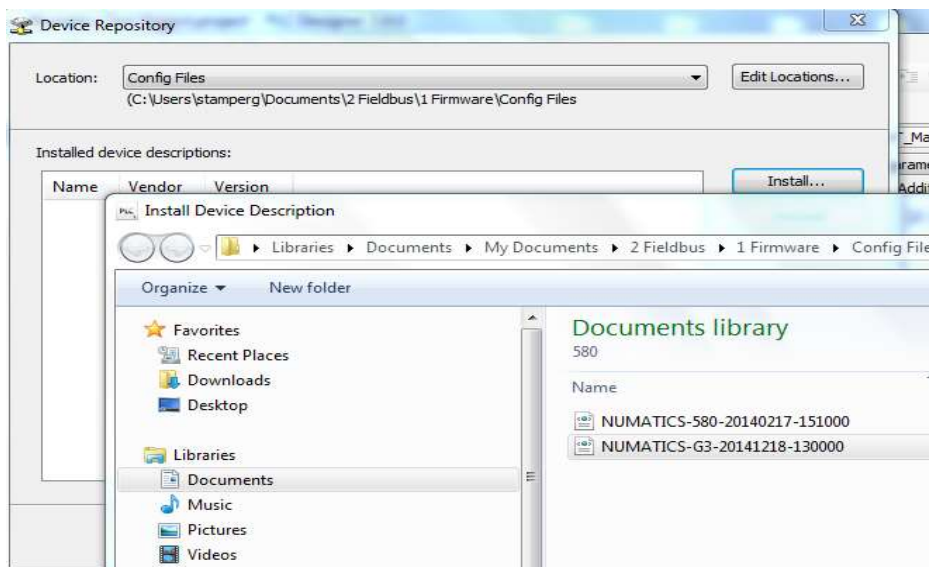 Device Repository
Location: Config Files Edit Locations...
(C:\Users\stamperg\Documents\2 Fieldbus\1 Firmware\Config Files
Installed device descriptions:
Name Vendor Version Install...
Install Device Description
Libraries Documents My Documents 2 Fieldbus 1 Firmware Config File
Organize New folder
Favorites
Recent Places
Downloads
Desktop
Libraries
Documents
Music
Pictures
Videos
Documents library
580
Name
NUMATICS-580-20140217-151000
NUMATICS-G3-20141218-130000